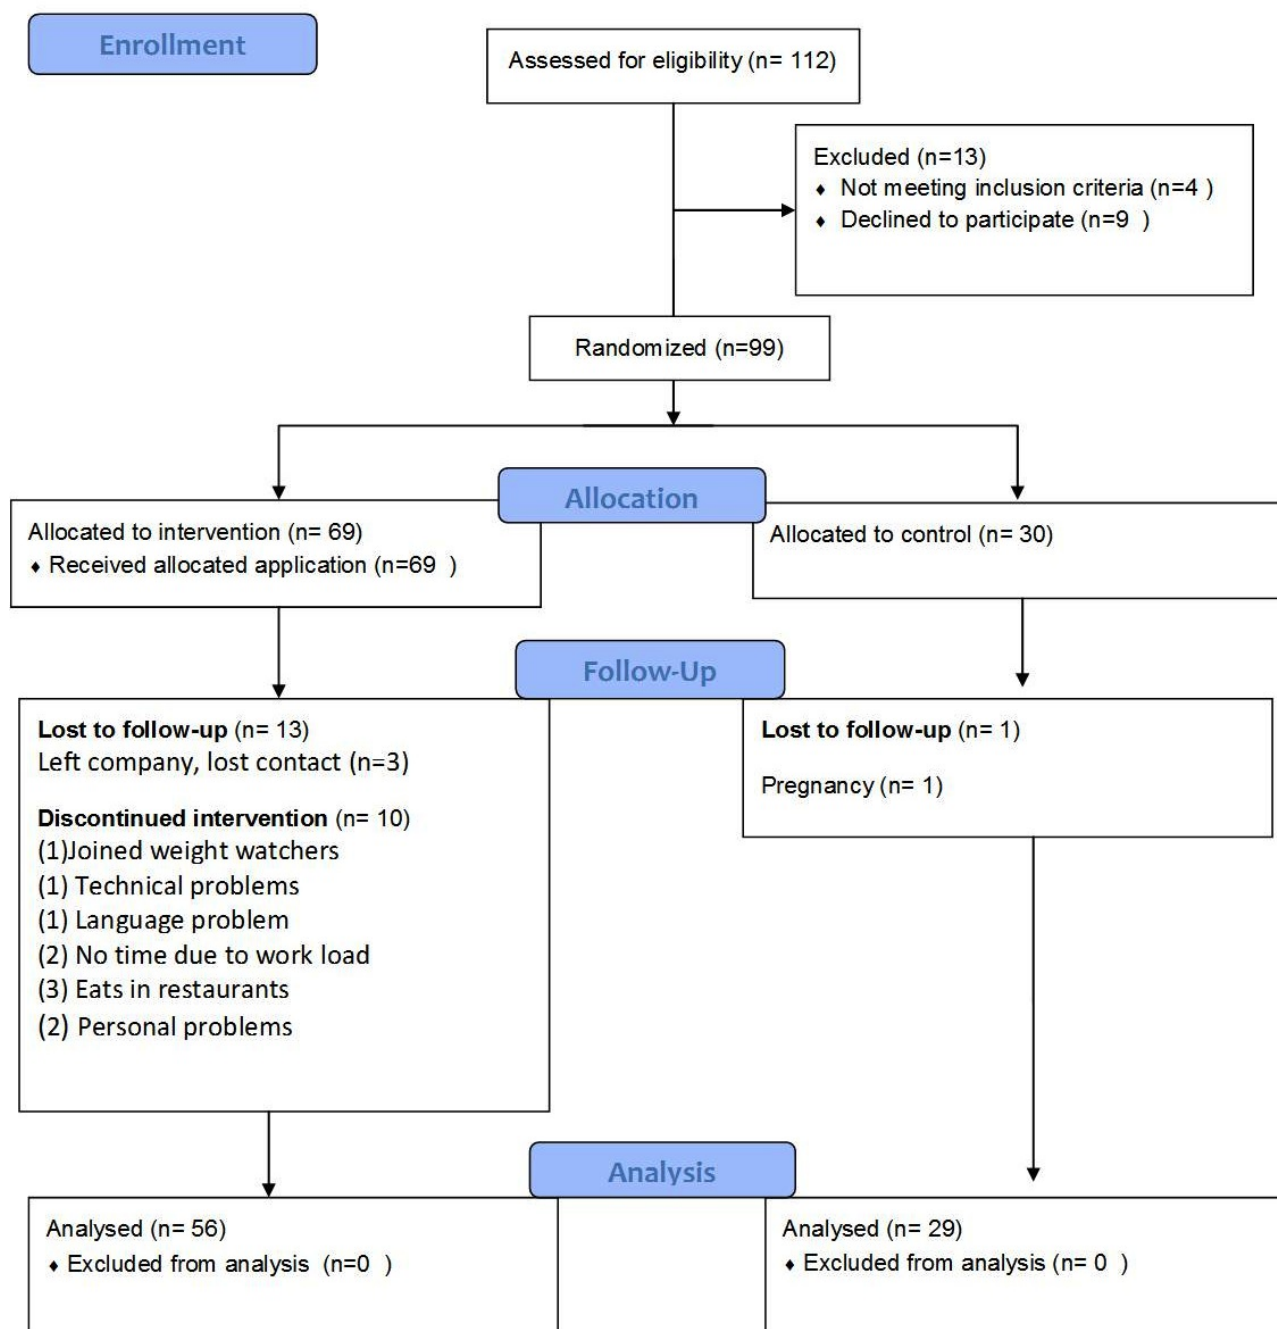 Enrollment
Assessed for eligibility (n= 112)
Excluded (n=13)
♦ Not meeting inclusion criteria (n=4 )
♦ Declined to participate (n=9 )
Randomized (n=99)
Allocation
Allocated to intervention (n= 69)
♦ Received allocated application (n=69 )
Allocated to control (n= 30)
Follow-Up
Lost to follow-up (n= 13)
Left company, lost contact (n=3)
Discontinued intervention (n= 10)
(1)Joined weight watchers
(1) Technical problems
(1) Language problem
(2) No time due to work load
(3) Eats in restaurants
(2) Personal problems
Lost to follow-up (n= 1)
Pregnancy (n= 1)
Analysis
Analysed (n= 56)
♦ Excluded from analysis (n=0 )
Analysed (n= 29)
♦ Excluded from analysis (n= 0 )